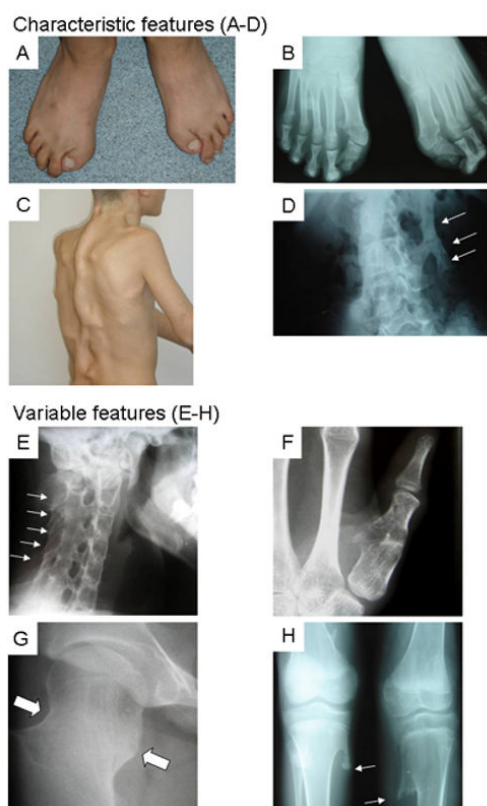 Characteristic features (A-D)
A
B
C
D
Variable features (E-H)
E
F
G
H